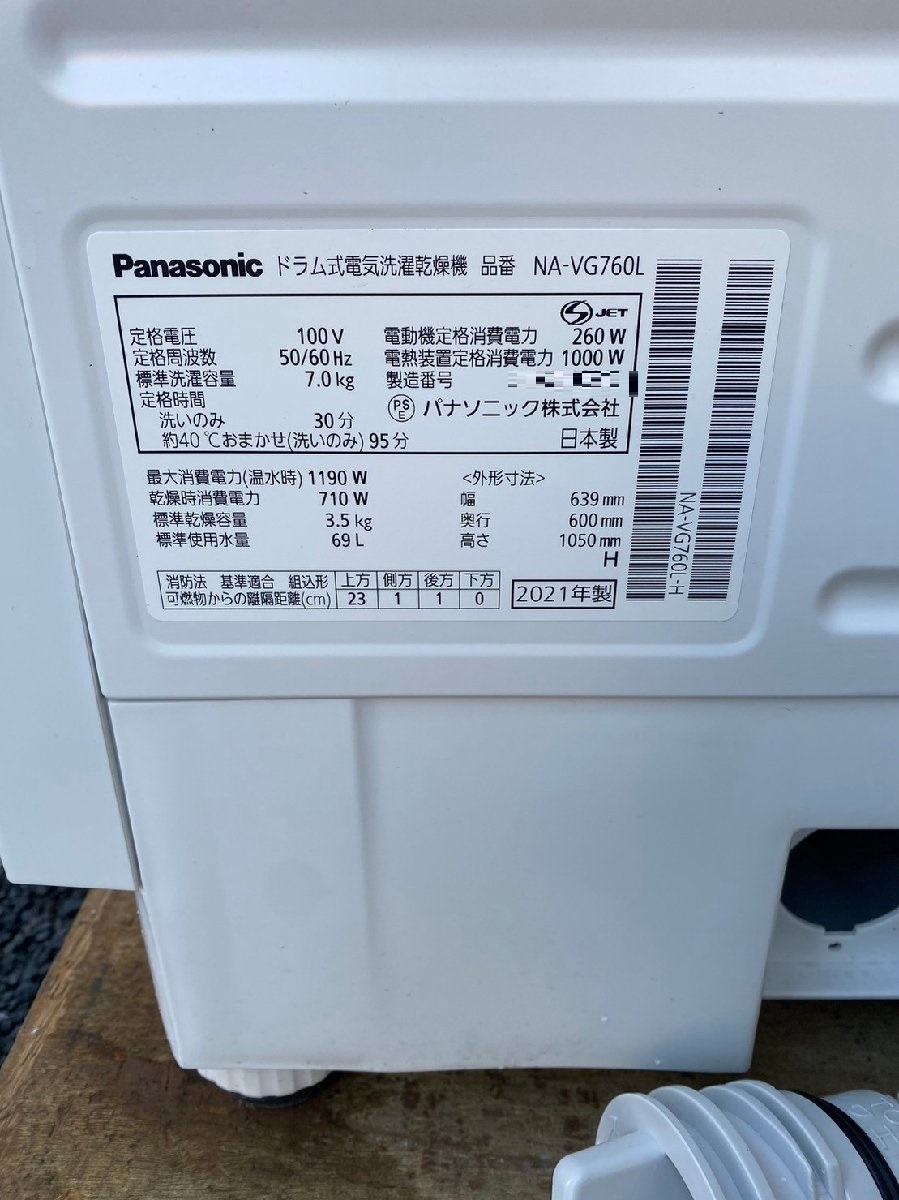 Panasonic ドラム式電気洗濯乾燥機 品番 NA-VG760L
JET
定格電圧 100 V 電動機定格消費電力 260 W
定格周波数 50/60 Hz 電熱装置定格消費電力 1000 W
標準洗濯容量 7.0 kg 製造番号
定格時間 PSE パナソニック株式会社
洗いのみ 30 分
約40℃おまかせ(洗いのみ) 95 分 日本製
最大消費電力(温水時) 1190 W <外形寸法>
乾燥時消費電力 710 W 幅 639 mm
標準乾燥容量 3.5 kg 奥行 600 mm
標準使用水量 69 L 高さ 1050 mm
H
消防法 基準適合 組込形 上方 側方 後方 下方
可燃物からの離隔距離(cm) 23 1 1 0
2021年製
NA-VG760L-H